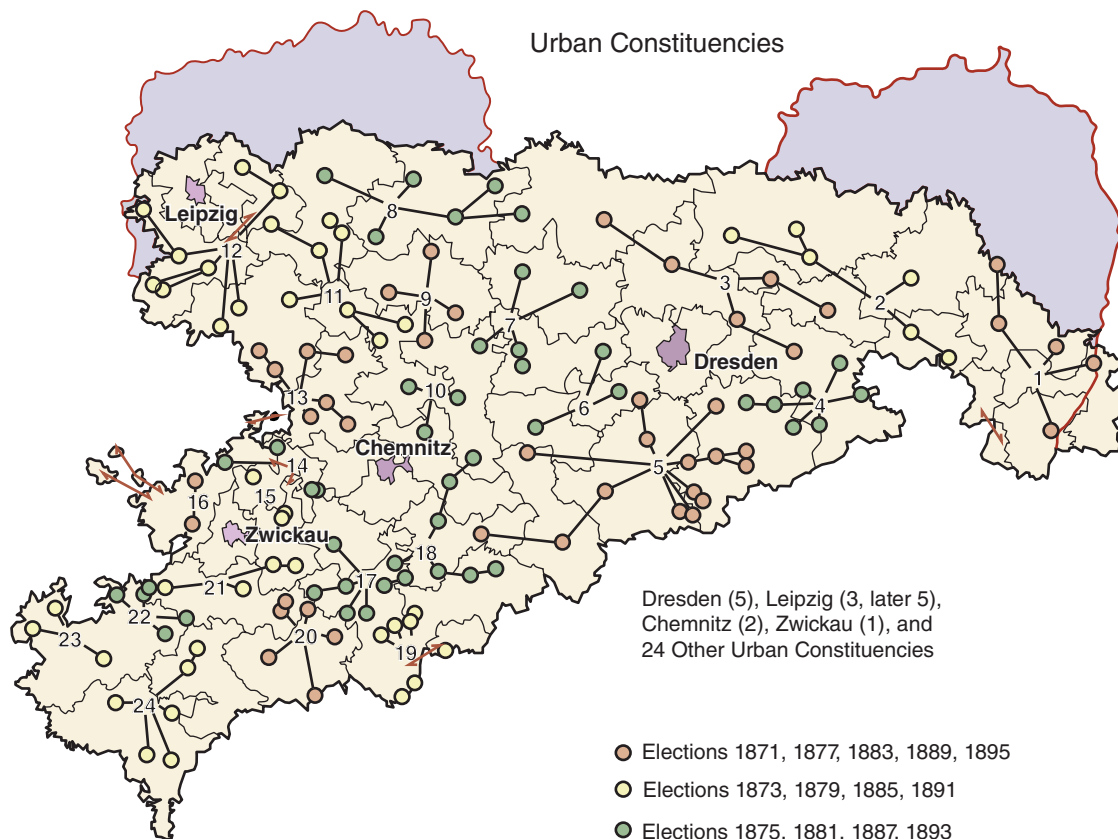 Urban Constituencies
Leipzig
8
12
11
9
3
2
7
1
Dresden
13
10
6
4
Chemnitz
5
14
16
15
Zwickau
18
21
17
22
23
20
19
24
Dresden (5), Leipzig (3, later 5),
Chemnitz (2), Zwickau (1), and
24 Other Urban Constituencies
Elections 1871, 1877, 1883, 1889, 1895
Elections 1873, 1879, 1885, 1891
Elections 1875, 1881, 1887, 1893